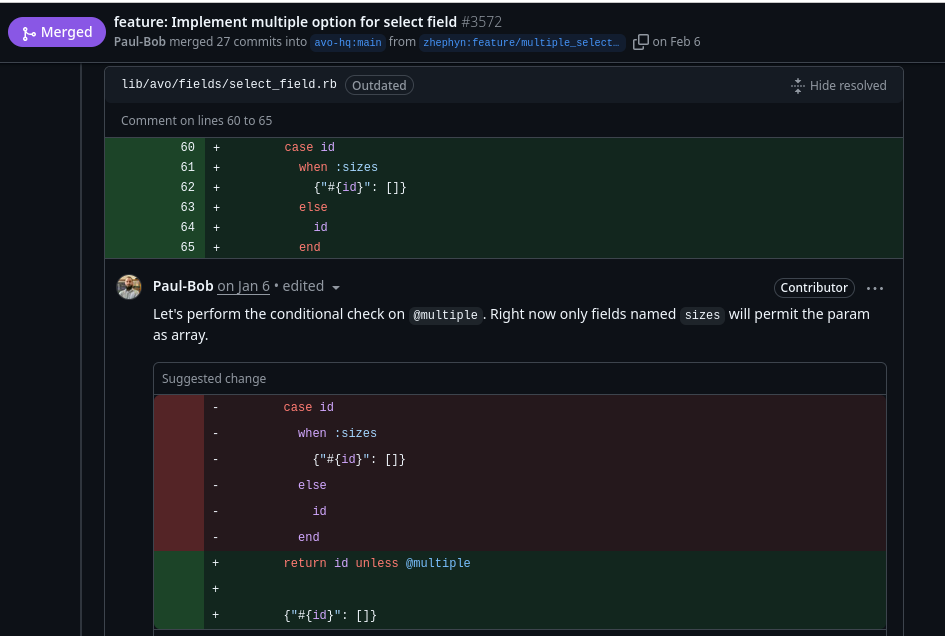 Merged
feature: Implement multiple option for select field #3572
Paul-Bob merged 27 commits into avo-hq:main from zhephyn:feature/multiple_select… on Feb 6
lib/avo/fields/select_field.rb Outdated Hide resolved
Comment on lines 60 to 65
60 + case id
61 + when :sizes
62 + {"#{id}": []}
63 + else
64 + id
65 + end
Paul-Bob on Jan 6 • edited Contributor ...
Let's perform the conditional check on @multiple. Right now only fields named sizes will permit the param
as array.
Suggested change
- case id
- when :sizes
- {"#{id}": []}
- else
- id
- end
+ return id unless @multiple
+
+ {"#{id}": []}